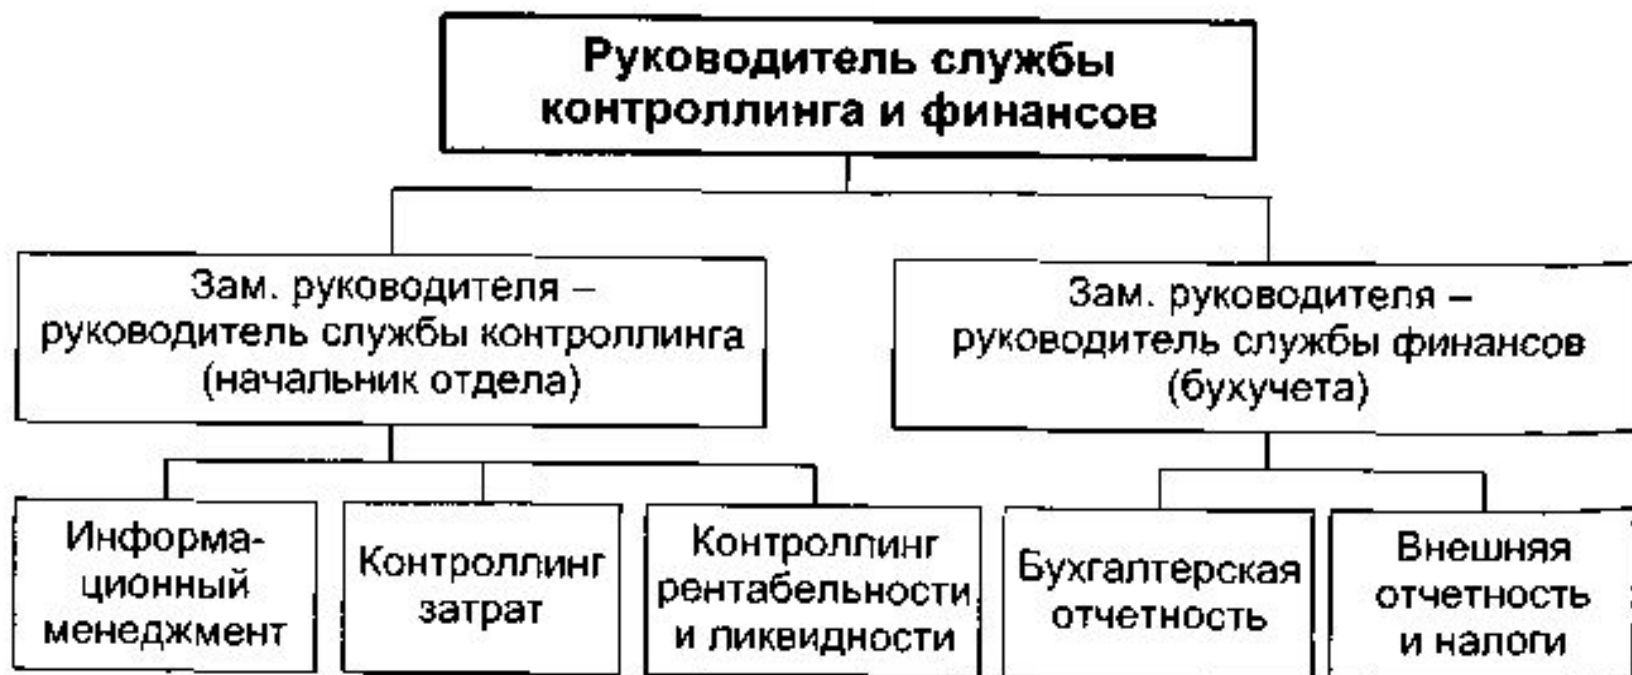 Руководитель службы
контроллинга и финансов
Зам. руководителя –
руководитель службы контроллинга
(начальник отдела)
Зам. руководителя –
руководитель службы финансов
(бухучета)
Информа-
ционный
менеджмент
Контроллинг
затрат
Контроллинг
рентабельности
и ликвидности
Бухгалтерская
отчетность
Внешняя
отчетность
и налоги